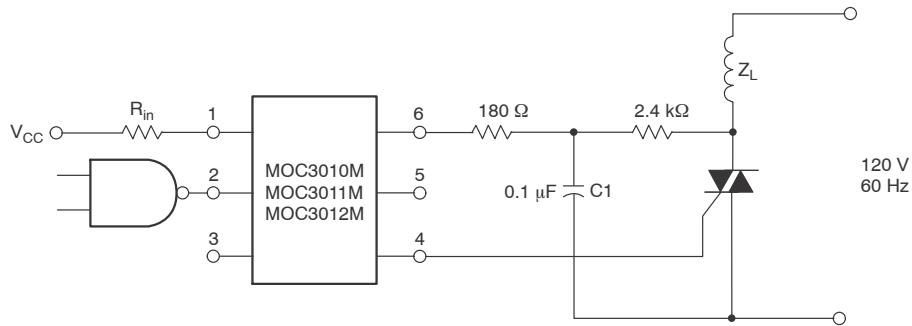 Z_L
R_in
1
6
180 Ω
2.4 kΩ
V_CC
MOC3010M
MOC3011M
MOC3012M
2
5
0.1 μF
C1
120 V
60 Hz
3
4